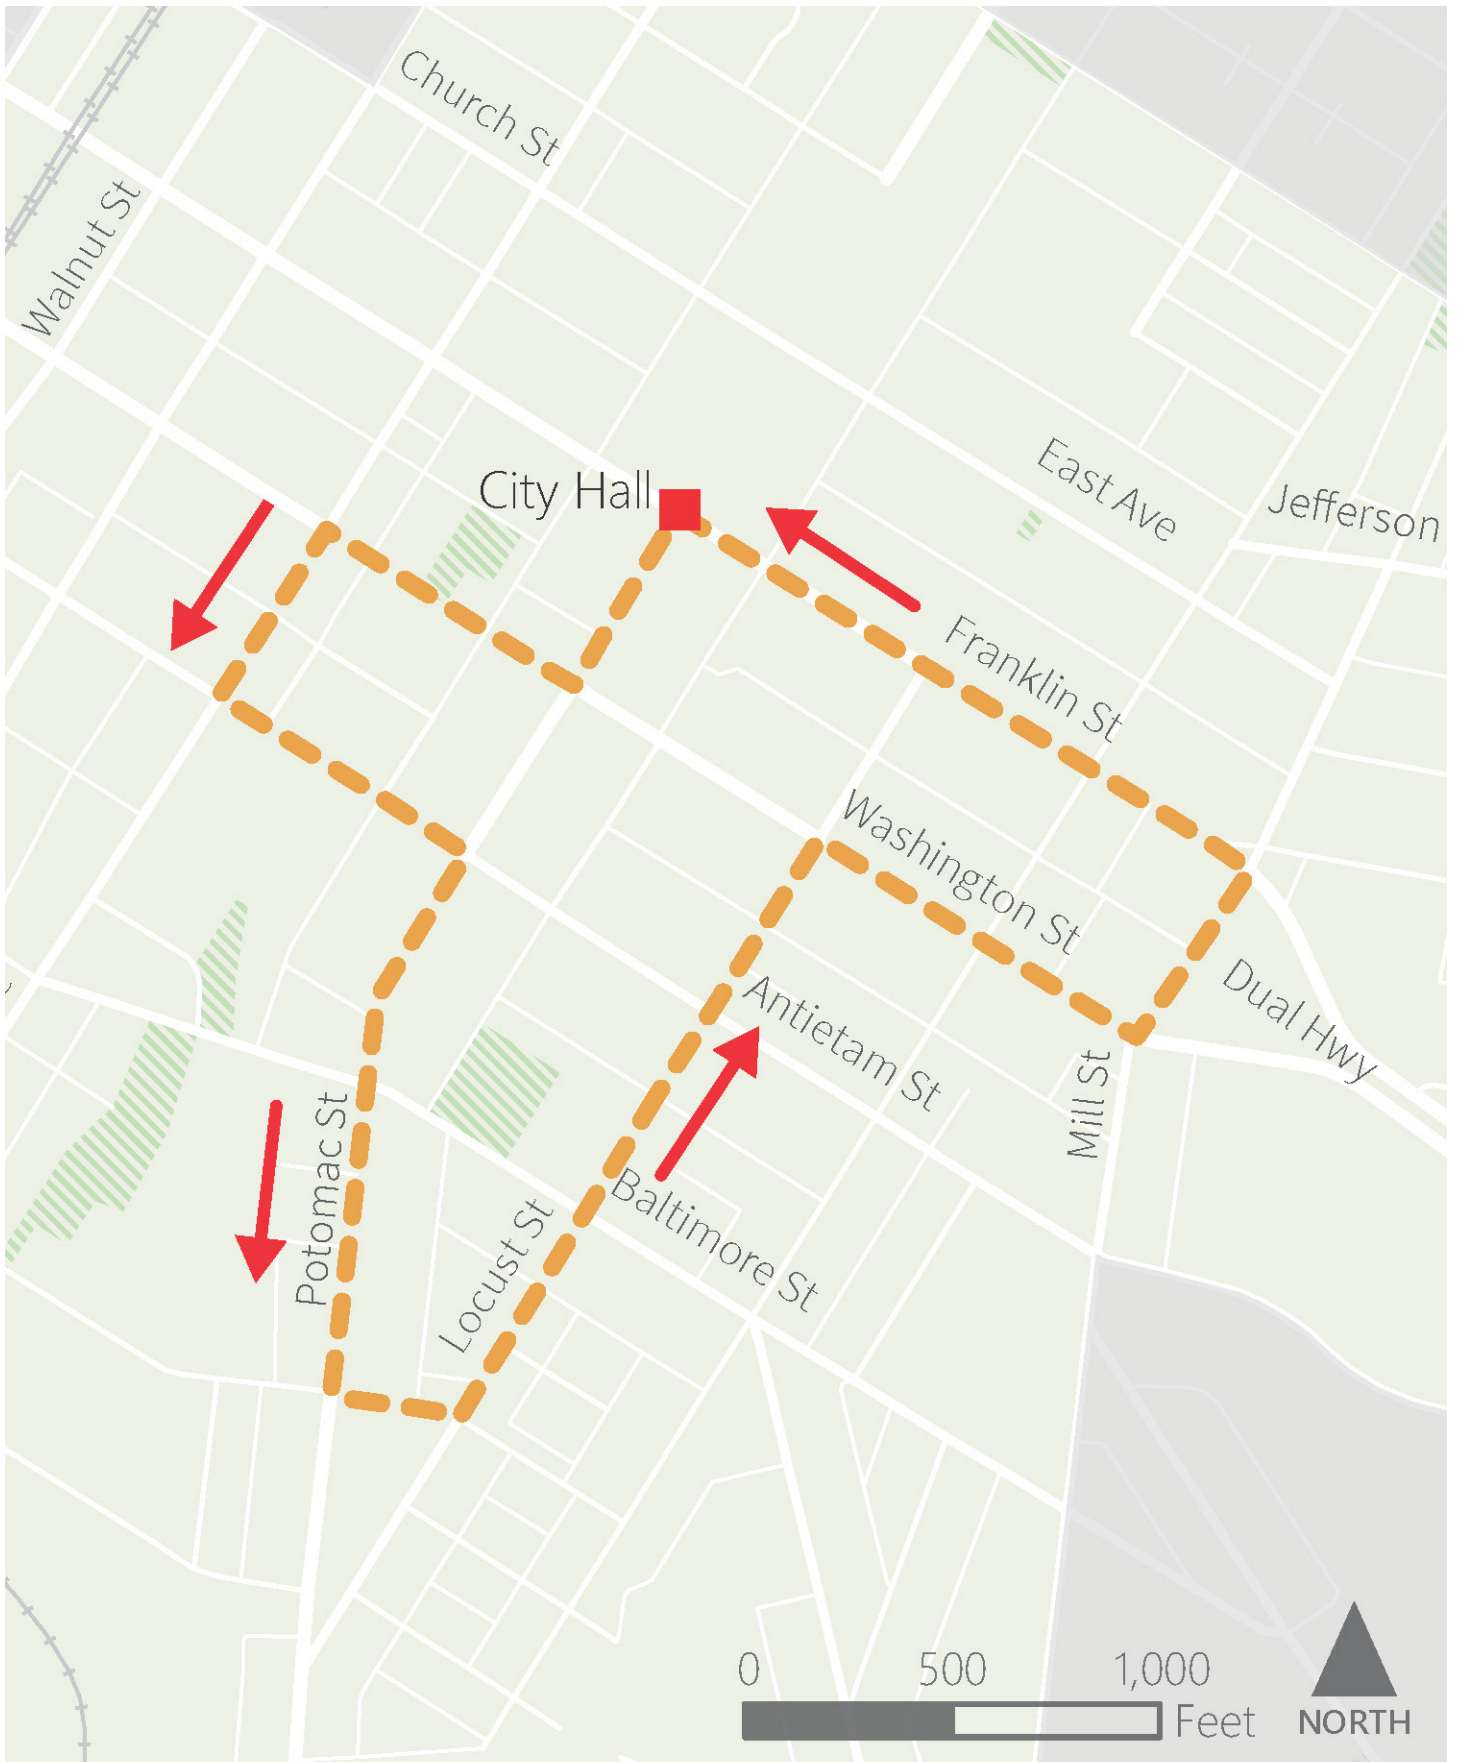 Church St
Walnut St
City Hall
East Ave
Jefferson
Franklin St
Washington St
Antietam St
Dual Hwy
Mill St
Potomac St
Baltimore St
Locust St
0 500 1,000
Feet
NORTH